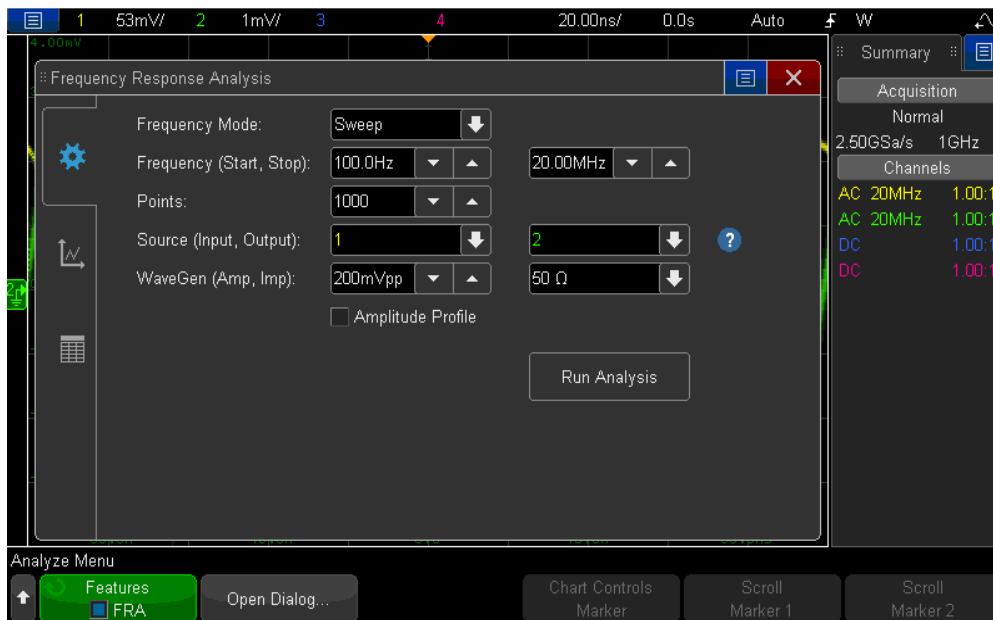 1 53mV/ 2 1mV/ 3 4 20.00ns/ 0.0s Auto W
4.00mV
Summary
Frequency Response Analysis
Acquisition
Normal
2.50GSa/s 1GHz
Channels
AC 20MHz 1.00:1
AC 20MHz 1.00:1
DC 1.00:1
DC 1.00:1
Frequency Mode: Sweep
Frequency (Start, Stop): 100.0Hz 20.00MHz
Points: 1000
Source (Input, Output): 1 2 ?
WaveGen (Amp, Imp): 200mVpp 50 Ω
Amplitude Profile
Run Analysis
Analyze Menu
Features
FRA
Open Dialog...
Chart Controls
Marker
Scroll
Marker 1
Scroll
Marker 2